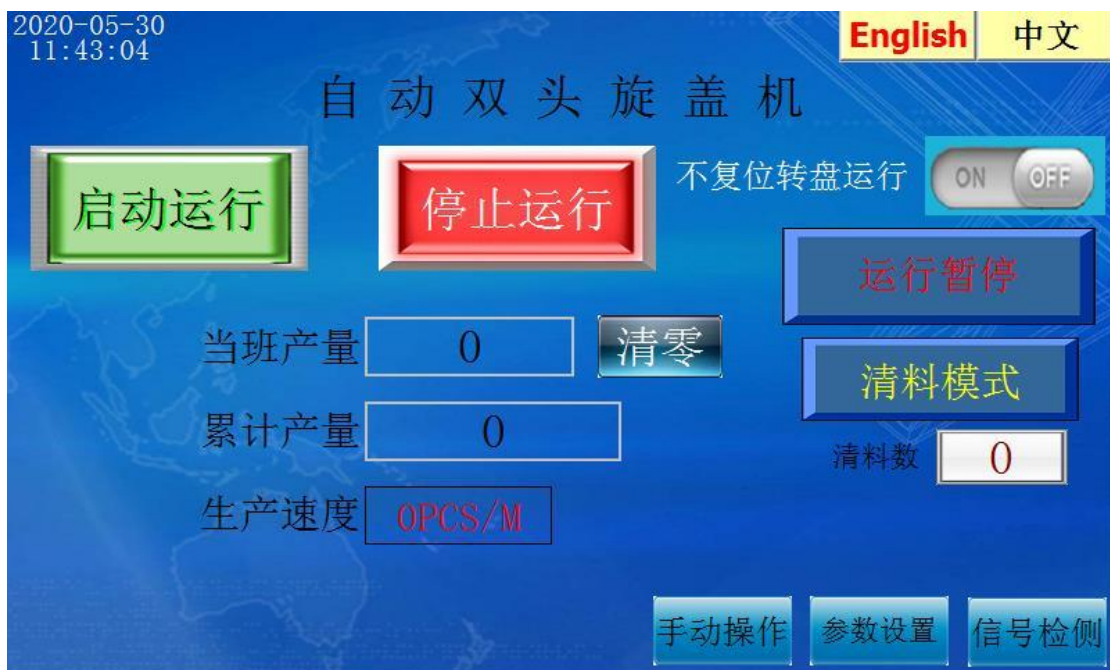 2020-05-30
11:43:04
English
中文
自动双头旋盖机
启动运行
停止运行
不复位转盘运行
ON
OFF
运行暂停
当班产量
0
清零
清料模式
累计产量
0
清料数
0
生产速度
0PCS/M
手动操作
参数设置
信号检侧